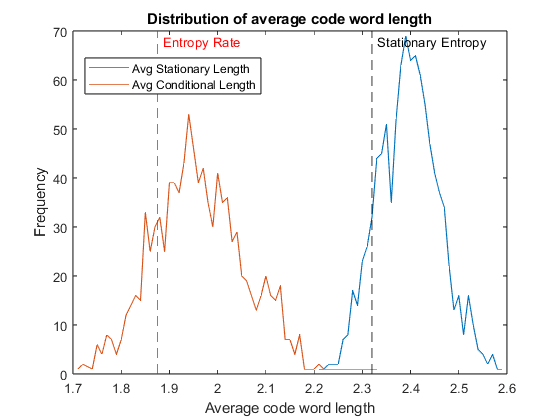 Distribution of average code word length
70
Entropy Rate
Stationary Entropy
Avg Stationary Length
Avg Conditional Length
60
50
40
30
20
10
0
Frequency
1.7 1.8 1.9 2 2.1 2.2 2.3 2.4 2.5 2.6
Average code word length